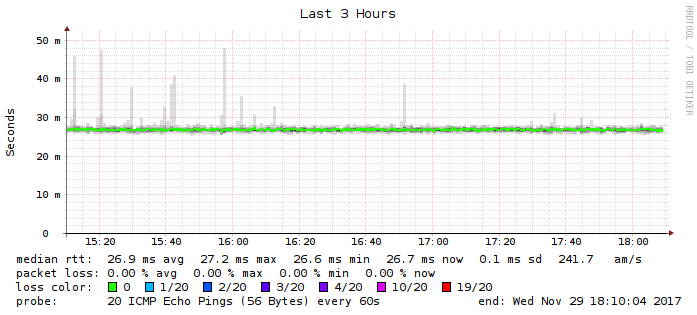 Last 3 Hours
RRDTOOL / TOBI OETIKER
Seconds
50 m
40 m
30 m
20 m
10 m
0
15:20 15:40 16:00 16:20 16:40 17:00 17:20 17:40 18:00
median rtt: 26.9 ms avg 27.2 ms max 26.6 ms min 26.7 ms now 0.1 ms sd 241.7 am/s
packet loss: 0.00 % avg 0.00 % max 0.00 % min 0.00 % now
loss color: 0 1/20 2/20 3/20 4/20 10/20 19/20
probe: 20 ICMP Echo Pings (56 Bytes) every 60s end: Wed Nov 29 18:10:04 2017